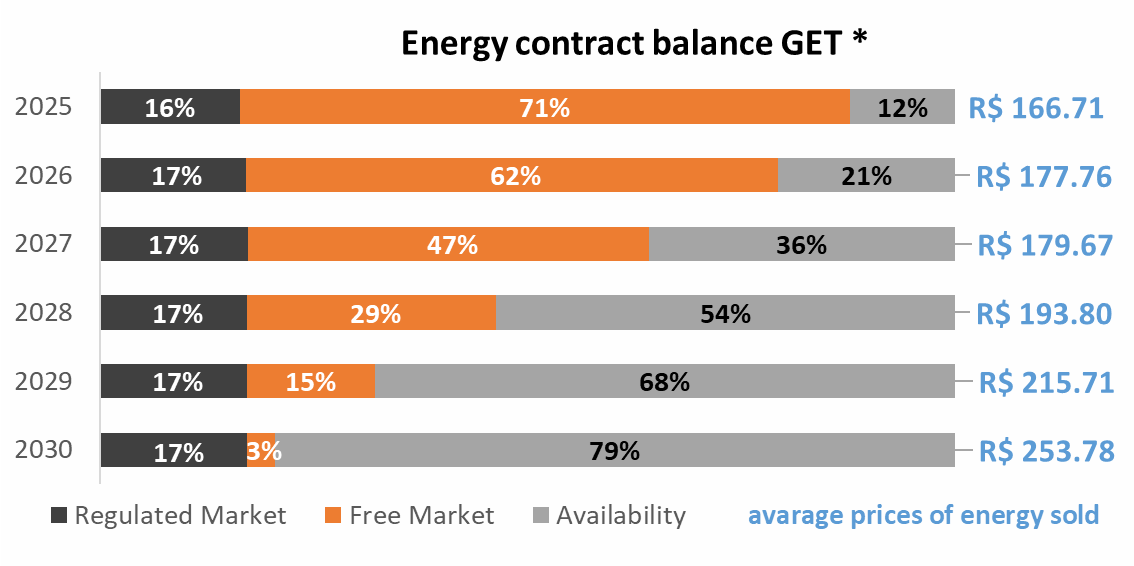 Energy contract balance GET *
2025 16% 71% 12% R$ 166.71
2026 17% 62% 21% R$ 177.76
2027 17% 47% 36% R$ 179.67
2028 17% 29% 54% R$ 193.80
2029 17% 15% 68% R$ 215.71
2030 17% 3% 79% R$ 253.78
Regulated Market Free Market Availability avarage prices of energy sold